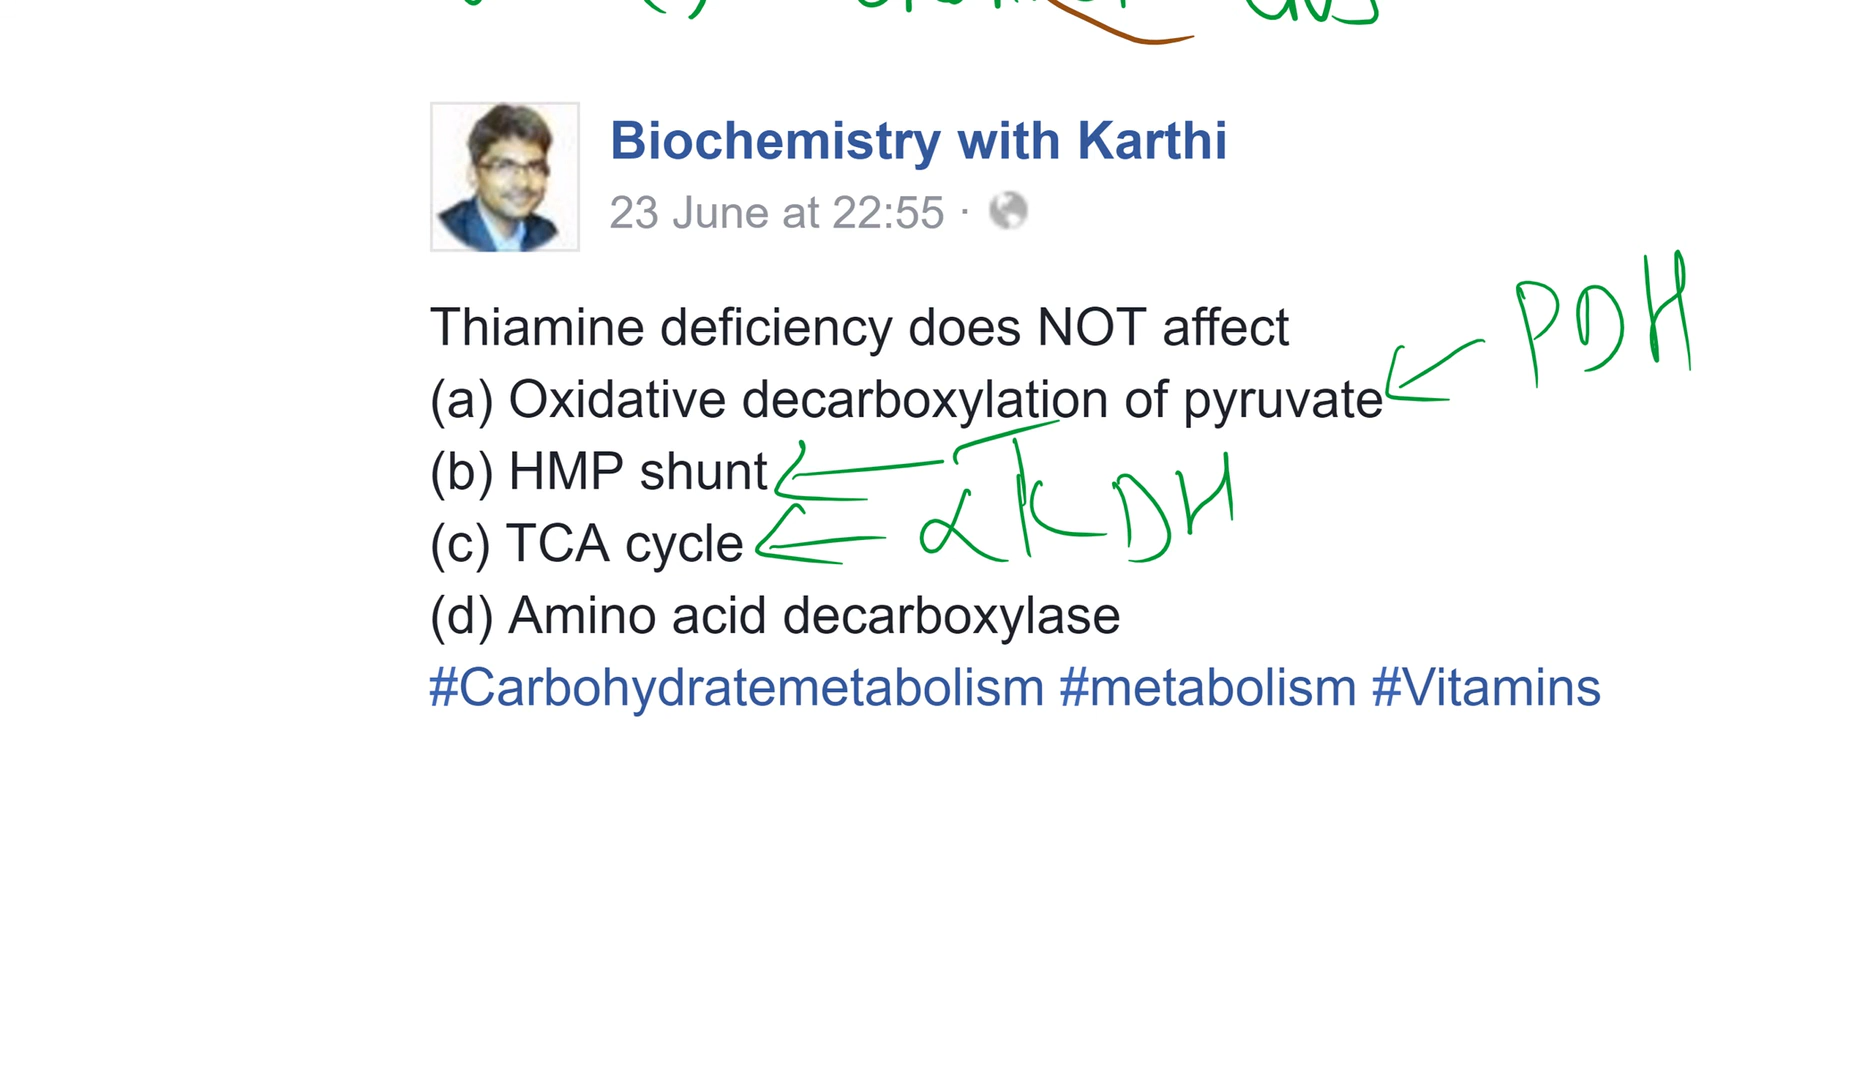 Biochemistry with Karthi
23 June at 22:55 ·
Thiamine deficiency does NOT affect
PDH
(a) Oxidative decarboxylation of pyruvate
(b) HMP shunt
T
(c) TCA cycle
αKDH
(d) Amino acid decarboxylase
#Carbohydratemetabolism #metabolism #Vitamins